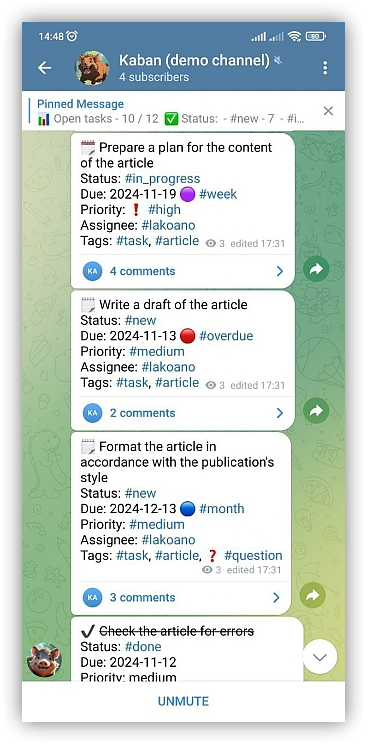 14:48 80
Kaban (demo channel)
4 subscribers
Pinned Message
Open tasks - 10 / 12 ✅ Status: - #new - 7 - #i...
Prepare a plan for the content
of the article
Status: #in_progress
Due: 2024-11-19 🟣 #week
Priority: ❗ #high
Assignee: #lakoano
Tags: #task, #article 3 edited 17:31
KA 4 comments
Write a draft of the article
Status: #new
Due: 2024-11-13 🔴 #overdue
Priority: #medium
Assignee: #lakoano
Tags: #task, #article 3 edited 17:31
KA 2 comments
Format the article in
accordance with the publication's
style
Status: #new
Due: 2024-12-13 🔵 #month
Priority: #medium
Assignee: #lakoano
Tags: #task, #article, ❓ #question
3 edited 17:31
KA 3 comments
✔ Check the article for errors
Status: #done
Due: 2024-11-12
Priority: medium
UNMUTE